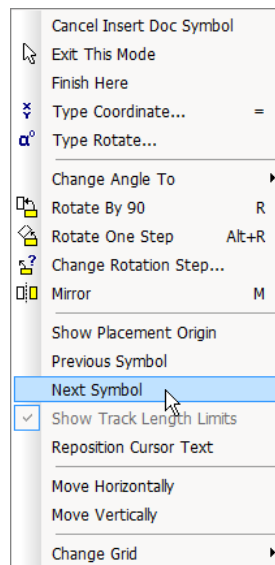 Cancel Insert Doc Symbol
Exit This Mode
Finish Here
Type Coordinate... =
Type Rotate...
Change Angle To
Rotate By 90 R
Rotate One Step Alt+R
Change Rotation Step...
Mirror M
Show Placement Origin
Previous Symbol
Next Symbol
Show Track Length Limits
Reposition Cursor Text
Move Horizontally
Move Vertically
Change Grid